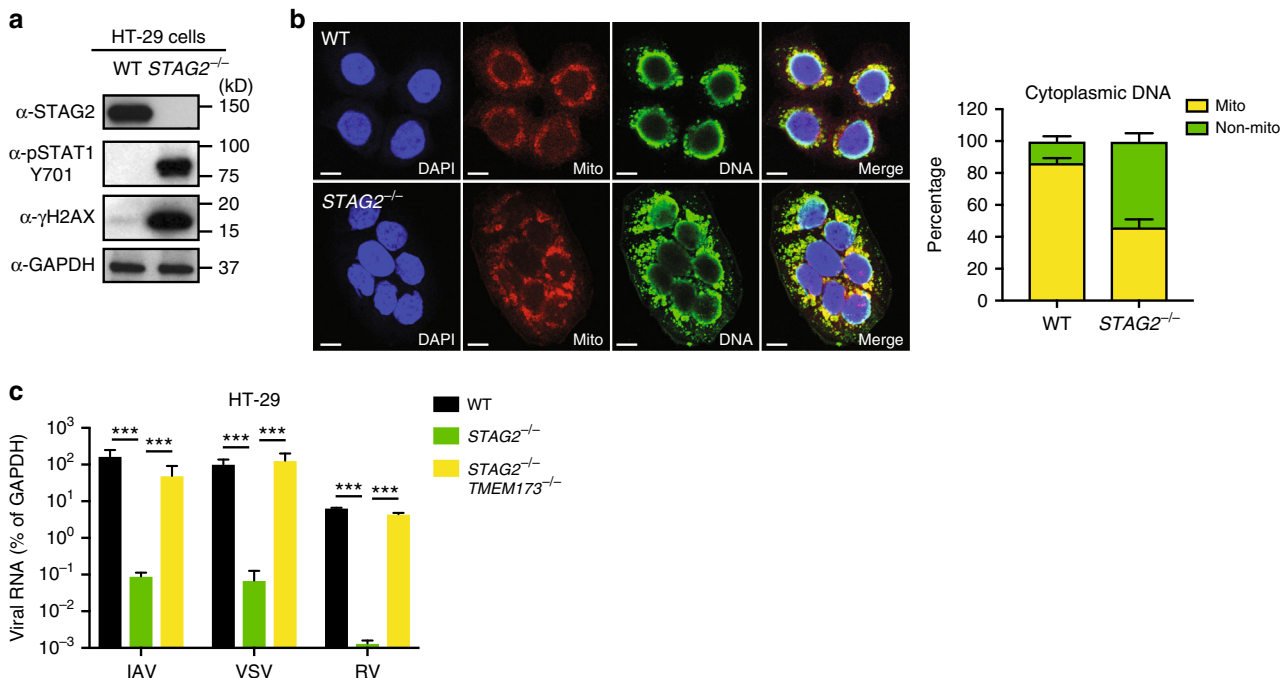 a
HT-29 cells
WT STAG2⁻/⁻
(kD)
α-STAG2
150
α-pSTAT1
Y701
100
75
α-γH2AX
20
15
α-GAPDH
37
b
WT
DAPI
Mito
DNA
Merge
STAG2⁻/⁻
DAPI
Mito
DNA
Merge
Cytoplasmic DNA
Mito
Non-mito
Percentage
120
100
80
60
40
20
0
WT
STAG2⁻/⁻
c
HT-29
WT
STAG2⁻/⁻
STAG2⁻/⁻
TMEM173⁻/⁻
Viral RNA (% of GAPDH)
10³
10²
10¹
10⁰
10⁻¹
10⁻²
10⁻³
*** *** *** *** *** ***
IAV
VSV
RV